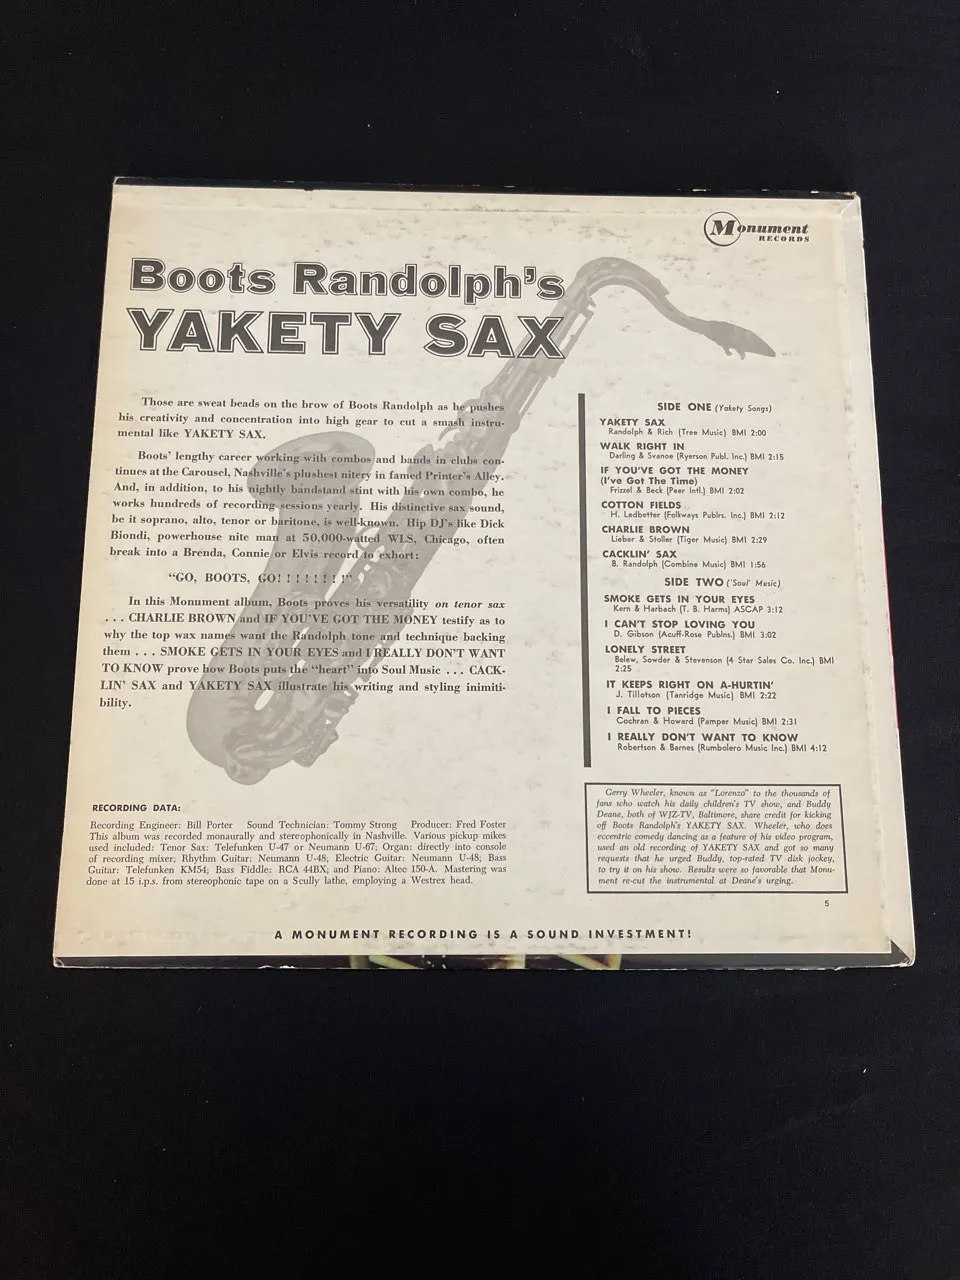 Monument
RECORDS
Boots Randolph's
YAKETY SAX
Those are sweat beads on the brow of Boots Randolph as he pushes
his creativity and concentration into high gear to cut a smash instru-
mental like YAKETY SAX.
Boots' lengthy career working with combos and bands in clubs con-
tinues at the Carousel, Nashville's plushest nitery in famed Printer's Alley.
And, in addition, to his nightly bandstand stint with his own combo, he
works hundreds of recording sessions yearly. His distinctive sax sound,
be it soprano, alto, tenor or baritone, is well-known. Hip DJ's like Dick
Biondi, powerhouse nite man at 50,000-watted WLS, Chicago, often
break into a Brenda, Connie or Elvis record to exhort:
"GO, BOOTS, GO! ! ! ! ! ! ! !"
In this Monument album, Boots proves his versatility on tenor sax
. . . CHARLIE BROWN and IF YOU'VE GOT THE MONEY testify as to
why the top wax names want the Randolph tone and technique backing
them . . . SMOKE GETS IN YOUR EYES and I REALLY DON'T WANT
TO KNOW prove how Boots puts the "heart" into Soul Music . . . CACK-
LIN' SAX and YAKETY SAX illustrate his writing and styling inimiti-
bility.
RECORDING DATA:
Recording Engineer: Bill Porter Sound Technician: Tommy Strong Producer: Fred Foster
This album was recorded monaurally and stereophonically in Nashville. Various pickup mikes
used included: Tenor Sax: Telefunken U-47 or Neumann U-67; Organ: directly into console
of recording mixer; Rhythm Guitar: Neumann U-48; Electric Guitar: Neumann U-48; Bass
Guitar: Telefunken KM54; Bass Fiddle: RCA 44BX; and Piano: Altec 150-A. Mastering was
done at 15 i.p.s. from stereophonic tape on a Scully lathe, employing a Westrex head.
SIDE ONE (Yakety Songs)
YAKETY SAX
Randolph & Rich (Tree Music) BMI 2:00
WALK RIGHT IN
Darling & Svanoe (Ryerson Publ. Inc.) BMI 2:15
IF YOU'VE GOT THE MONEY
(I've Got The Time)
Frizzel & Beck (Peer Intl.) BMI 2:02
COTTON FIELDS
H. Ledbetter (Folkways Publrs. Inc.) BMI 2:12
CHARLIE BROWN
Lieber & Stoller (Tiger Music) BMI 2:29
CACKLIN' SAX
B. Randolph (Combine Music) BMI 1:56
SIDE TWO ('Soul' Music)
SMOKE GETS IN YOUR EYES
Kern & Harbach (T. B. Harms) ASCAP 3:12
I CAN'T STOP LOVING YOU
D. Gibson (Acuff-Rose Publns.) BMI 3:02
LONELY STREET
Belew, Sowder & Stevenson (4 Star Sales Co. Inc.) BMI
2:25
IT KEEPS RIGHT ON A-HURTIN'
J. Tillotson (Tanridge Music) BMI 2:22
I FALL TO PIECES
Cochran & Howard (Pamper Music) BMI 2:31
I REALLY DON'T WANT TO KNOW
Robertson & Barnes (Rumbolero Music Inc.) BMI 4:12
Gerry Wheeler, known as "Lorenzo" to the thousands of
fans who watch his daily children's TV show, and Buddy
Deane, both of WJZ-TV, Baltimore, share credit for kicking
off Boots Randolph's YAKETY SAX. Wheeler, who does
eccentric comedy dancing as a feature of his video program,
used an old recording of YAKETY SAX and got so many
requests that he urged Buddy, top-rated TV disk jockey,
to try it on his show. Results were so favorable that Monu-
ment re-cut the instrumental at Deane's urging.
5
A MONUMENT RECORDING IS A SOUND INVESTMENT!